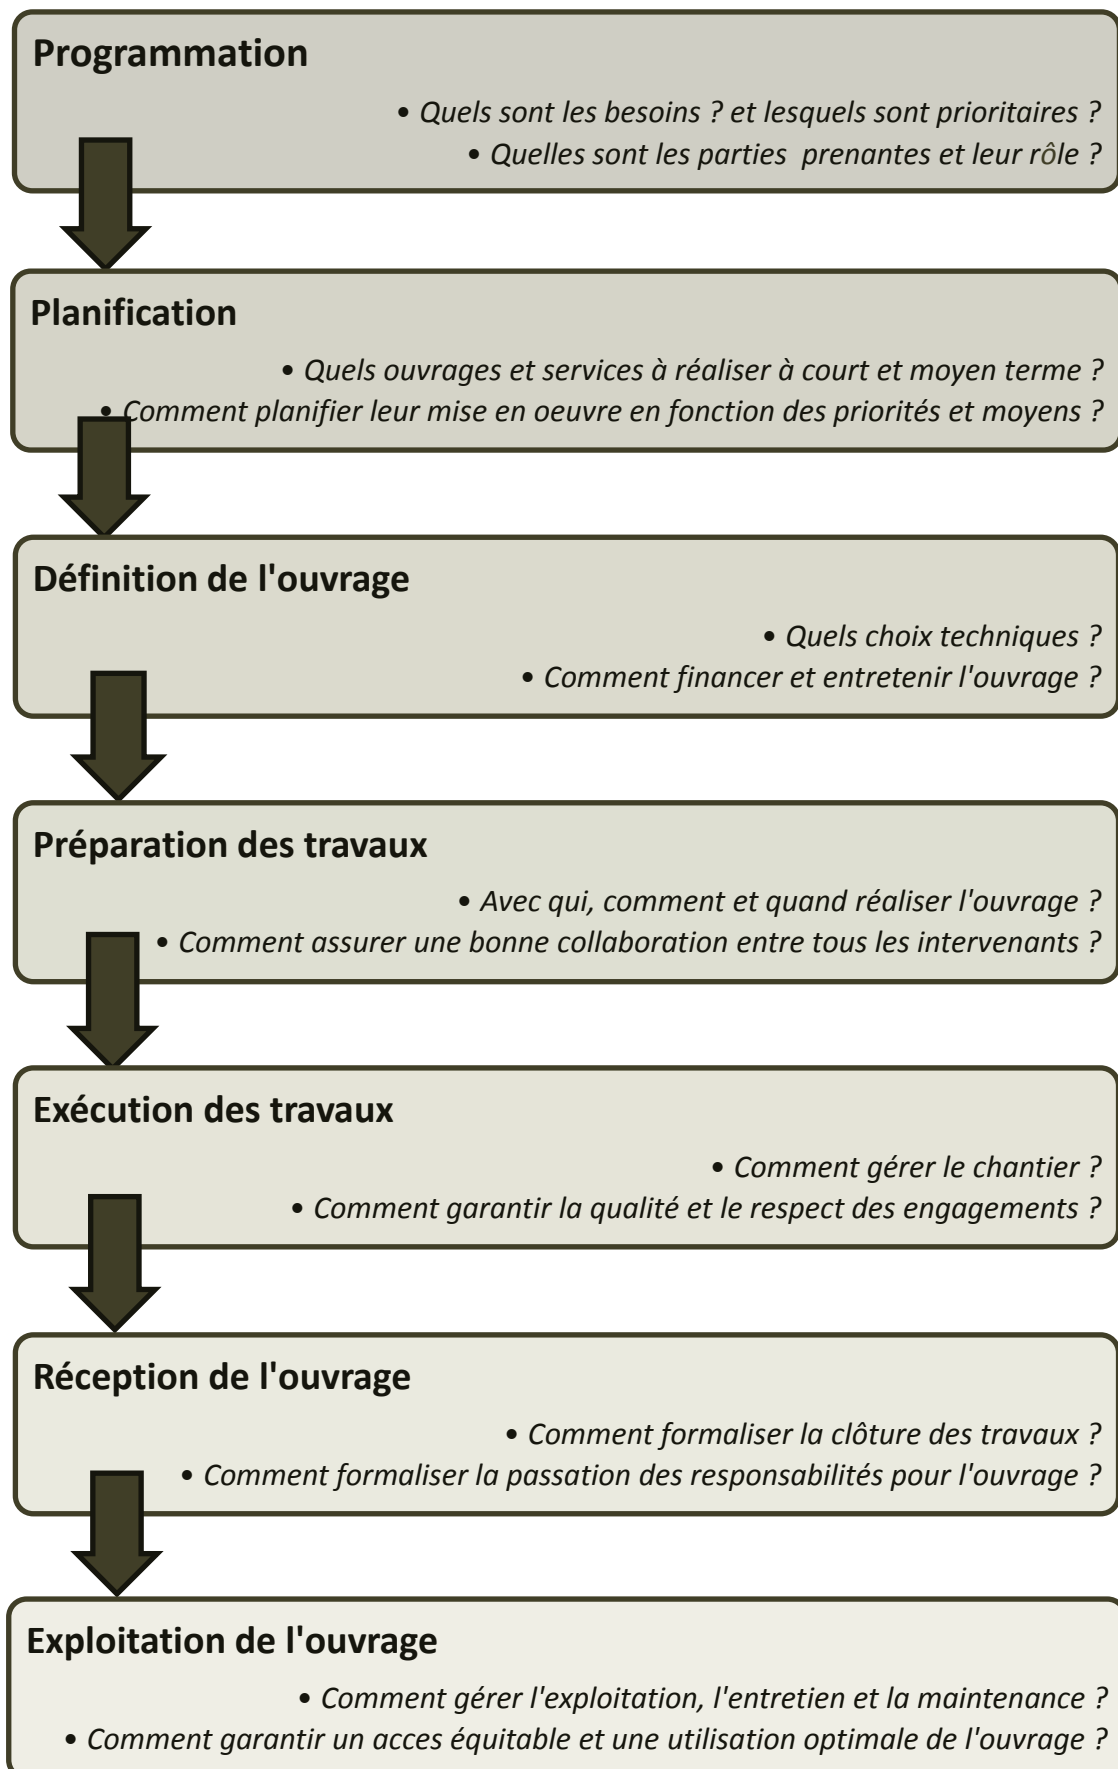 Programmation
• Quels sont les besoins ? et lesquels sont prioritaires ?
• Quelles sont les parties prenantes et leur rôle ?
Planification
• Quels ouvrages et services à réaliser à court et moyen terme ?
• Comment planifier leur mise en oeuvre en fonction des priorités et moyens ?
Définition de l'ouvrage
• Quels choix techniques ?
• Comment financer et entretenir l'ouvrage ?
Préparation des travaux
• Avec qui, comment et quand réaliser l'ouvrage ?
• Comment assurer une bonne collaboration entre tous les intervenants ?
Exécution des travaux
• Comment gérer le chantier ?
• Comment garantir la qualité et le respect des engagements ?
Réception de l'ouvrage
• Comment formaliser la clôture des travaux ?
• Comment formaliser la passation des responsabilités pour l'ouvrage ?
Exploitation de l'ouvrage
• Comment gérer l'exploitation, l'entretien et la maintenance ?
• Comment garantir un acces équitable et une utilisation optimale de l'ouvrage ?